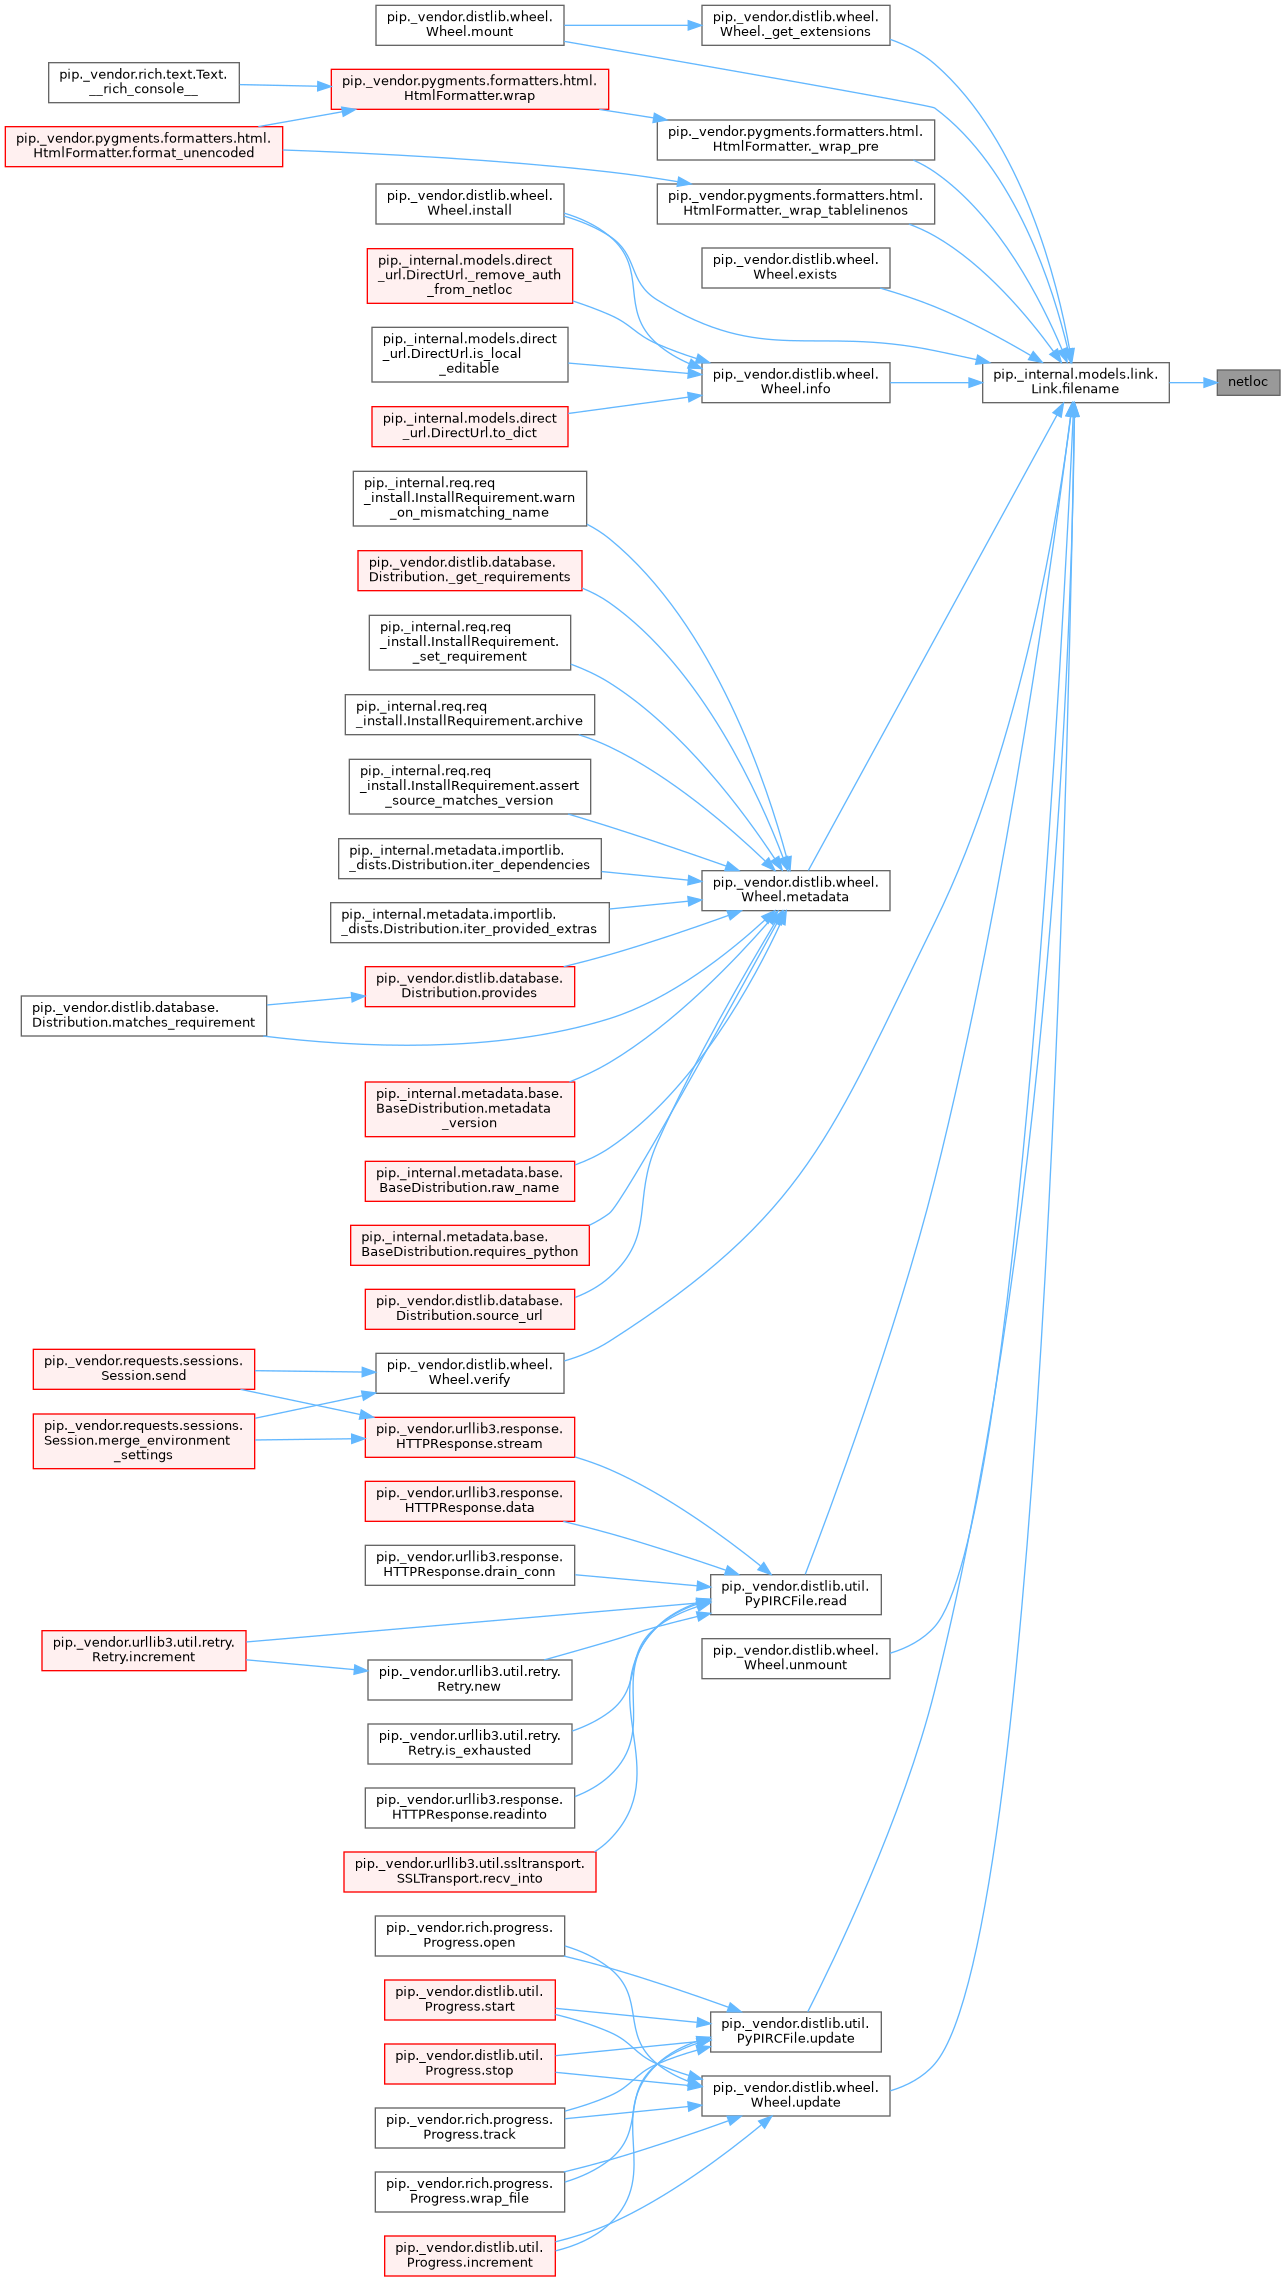 pip._vendor.distlib.wheel.
Wheel.mount
pip._vendor.distlib.wheel.
Wheel._get_extensions
pip._vendor.rich.text.Text.
__rich_console__
pip._vendor.pygments.formatters.html.
HtmlFormatter.wrap
pip._vendor.pygments.formatters.html.
HtmlFormatter.format_unencoded
pip._vendor.pygments.formatters.html.
HtmlFormatter._wrap_pre
pip._vendor.distlib.wheel.
Wheel.install
pip._vendor.pygments.formatters.html.
HtmlFormatter._wrap_tablelinenos
pip._internal.models.direct
_url.DirectUrl._remove_auth
_from_netloc
pip._vendor.distlib.wheel.
Wheel.exists
pip._internal.models.direct
_url.DirectUrl.is_local
_editable
pip._vendor.distlib.wheel.
Wheel.info
pip._internal.models.link.
Link.filename
netloc
pip._internal.models.direct
_url.DirectUrl.to_dict
pip._internal.req.req
_install.InstallRequirement.warn
_on_mismatching_name
pip._vendor.distlib.database.
Distribution._get_requirements
pip._internal.req.req
_install.InstallRequirement.
_set_requirement
pip._internal.req.req
_install.InstallRequirement.archive
pip._internal.req.req
_install.InstallRequirement.assert
_source_matches_version
pip._internal.metadata.importlib.
_dists.Distribution.iter_dependencies
pip._vendor.distlib.wheel.
Wheel.metadata
pip._internal.metadata.importlib.
_dists.Distribution.iter_provided_extras
pip._vendor.distlib.database.
Distribution.provides
pip._vendor.distlib.database.
Distribution.matches_requirement
pip._internal.metadata.base.
BaseDistribution.metadata
_version
pip._internal.metadata.base.
BaseDistribution.raw_name
pip._internal.metadata.base.
BaseDistribution.requires_python
pip._vendor.distlib.database.
Distribution.source_url
pip._vendor.requests.sessions.
Session.send
pip._vendor.distlib.wheel.
Wheel.verify
pip._vendor.requests.sessions.
Session.merge_environment
_settings
pip._vendor.urllib3.response.
HTTPResponse.stream
pip._vendor.urllib3.response.
HTTPResponse.data
pip._vendor.urllib3.response.
HTTPResponse.drain_conn
pip._vendor.distlib.util.
PyPIRCFile.read
pip._vendor.urllib3.util.retry.
Retry.increment
pip._vendor.urllib3.util.retry.
Retry.new
pip._vendor.distlib.wheel.
Wheel.unmount
pip._vendor.urllib3.util.retry.
Retry.is_exhausted
pip._vendor.urllib3.response.
HTTPResponse.readinto
pip._vendor.urllib3.util.ssltransport.
SSLTransport.recv_into
pip._vendor.rich.progress.
Progress.open
pip._vendor.distlib.util.
Progress.start
pip._vendor.distlib.util.
PyPIRCFile.update
pip._vendor.distlib.util.
Progress.stop
pip._vendor.distlib.wheel.
Wheel.update
pip._vendor.rich.progress.
Progress.track
pip._vendor.rich.progress.
Progress.wrap_file
pip._vendor.distlib.util.
Progress.increment